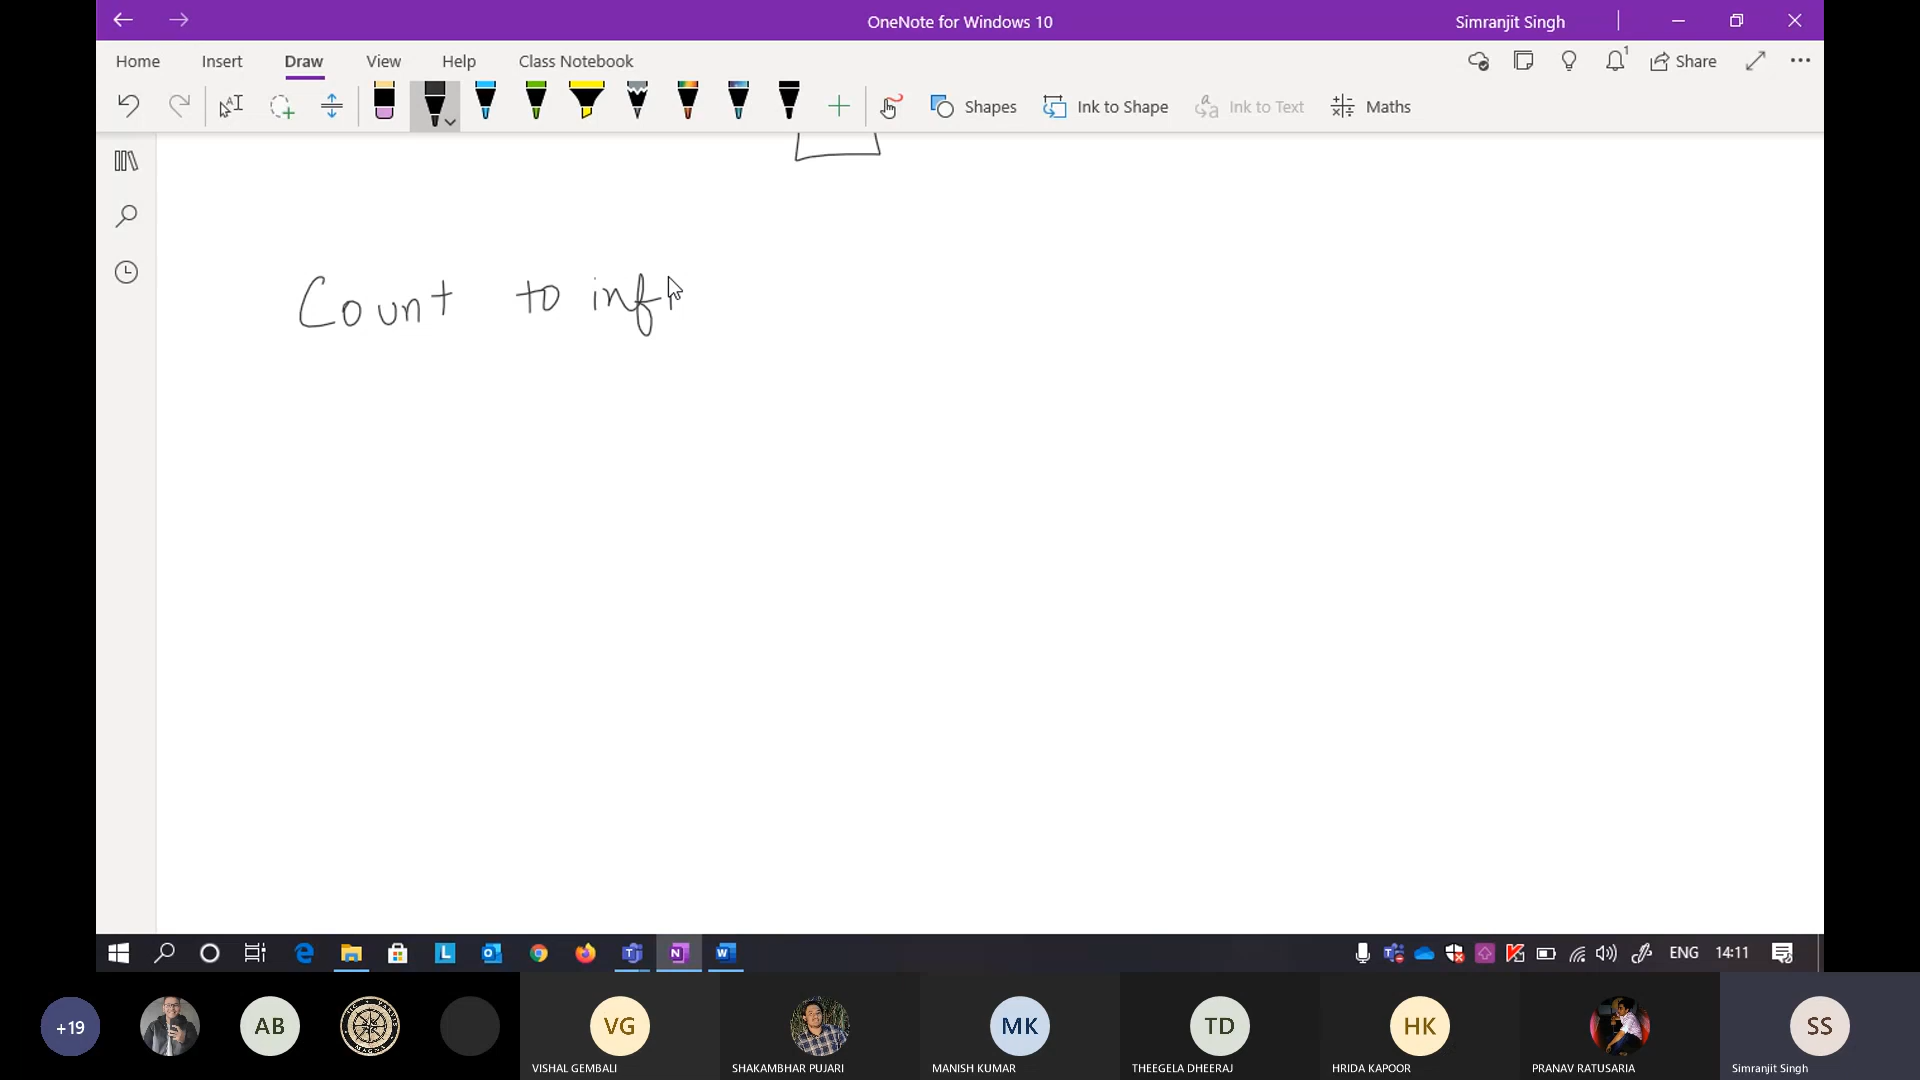 OneNote for Windows 10
Simranjit Singh
Home Insert Draw View Help Class Notebook
1
Share
Shapes
Ink to Shape
Ink to Text
Maths
Count to infi
ENG 14:11
+19
AB
VG
MK
TD
HK
SS
VISHAL GEMBALI
SHAKAMBHAR PUJARI
MANISH KUMAR
THEEGELA DHEERAJ
HRIDA KAPOOR
PRANAV RATUSARIA
Simranjit Singh